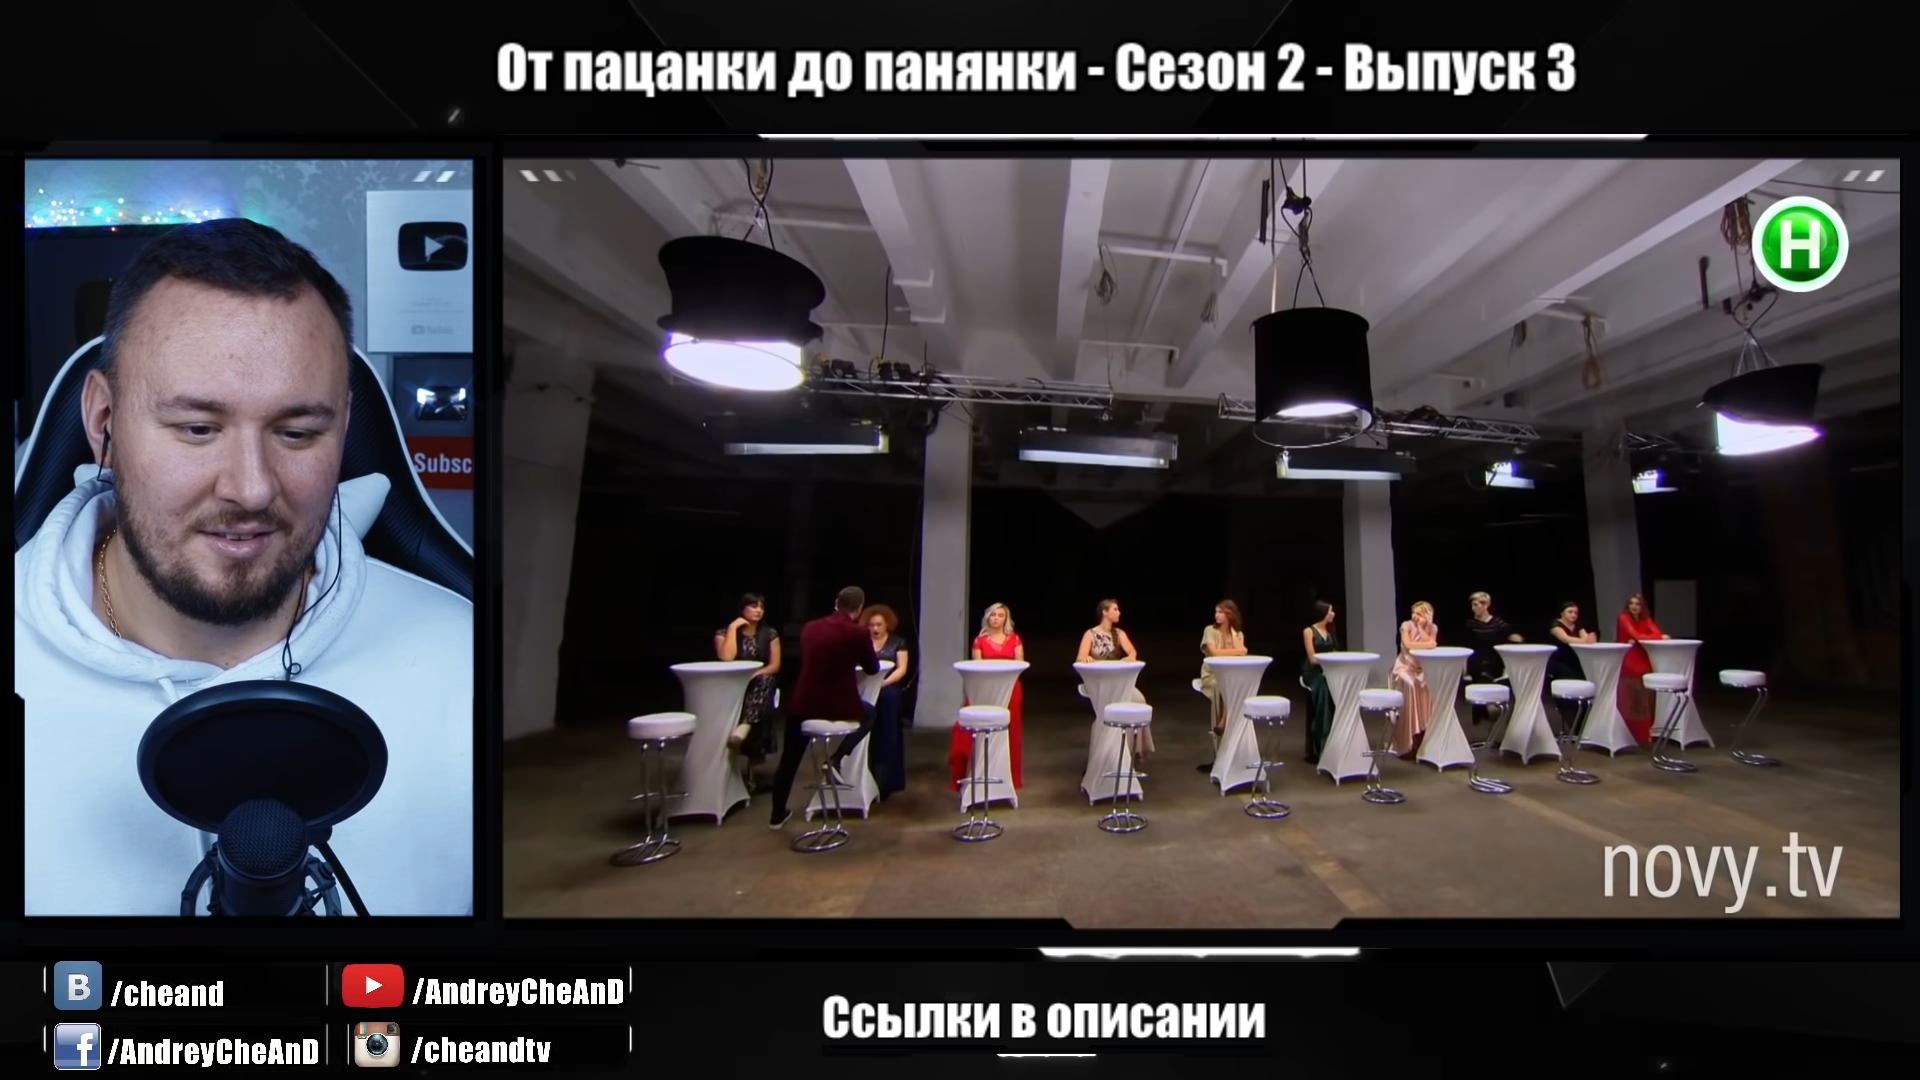 От пацанки до панянки - Сезон 2 - Выпуск 3
H
Subsc
novy.tv
B /cheand
/AndreyCheAnD
f /AndreyCheAnD
/cheandtv
Ссылки в описании